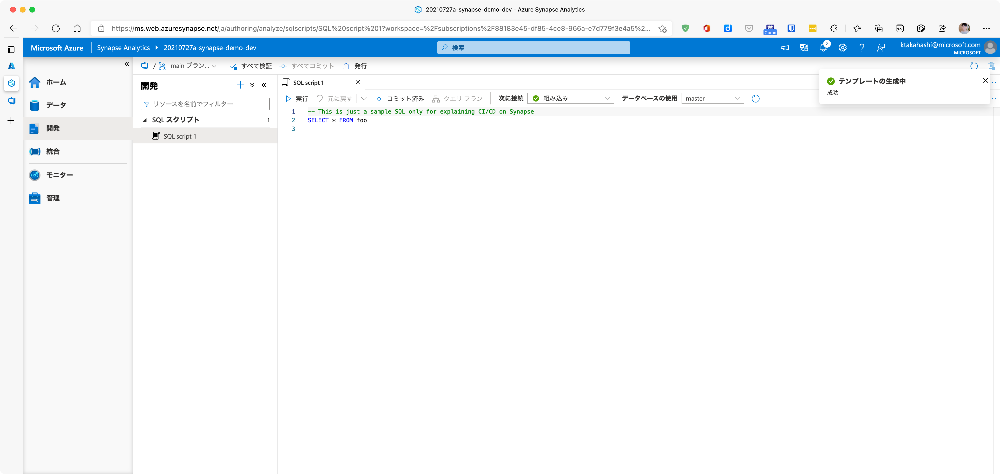 20210727a-synapse-demo-dev - Azure Synapse Analytics
https://ms.web.azuresynapse.net/ja/authoring/analyze/sqlscripts/SQL%20script%201?workspace=%2Fsubscriptions%2F88183e45-df85-4ce8-966a-e7d779f3e4a5%2...
英
Comn
Microsoft Azure
Synapse Analytics
20210727a-synapse-demo-dev
検索
2
ktakahashi@microsoft.com
MICROSOFT
ホーム
データ
開発
統合
モニター
管理
/
main ブラン...
すべて検証
すべてコミット
発行
開発
リソースを名前でフィルター
SQL スクリプト
1
SQL script 1
SQL script 1
実行
元に戻す
コミット済み
クエリ プラン
次に接続
組み込み
データベースの使用
master
テンプレートの生成中
成功
1 -- This is just a sample SQL only for explaining CI/CD on Synapse
2 SELECT * FROM foo
3